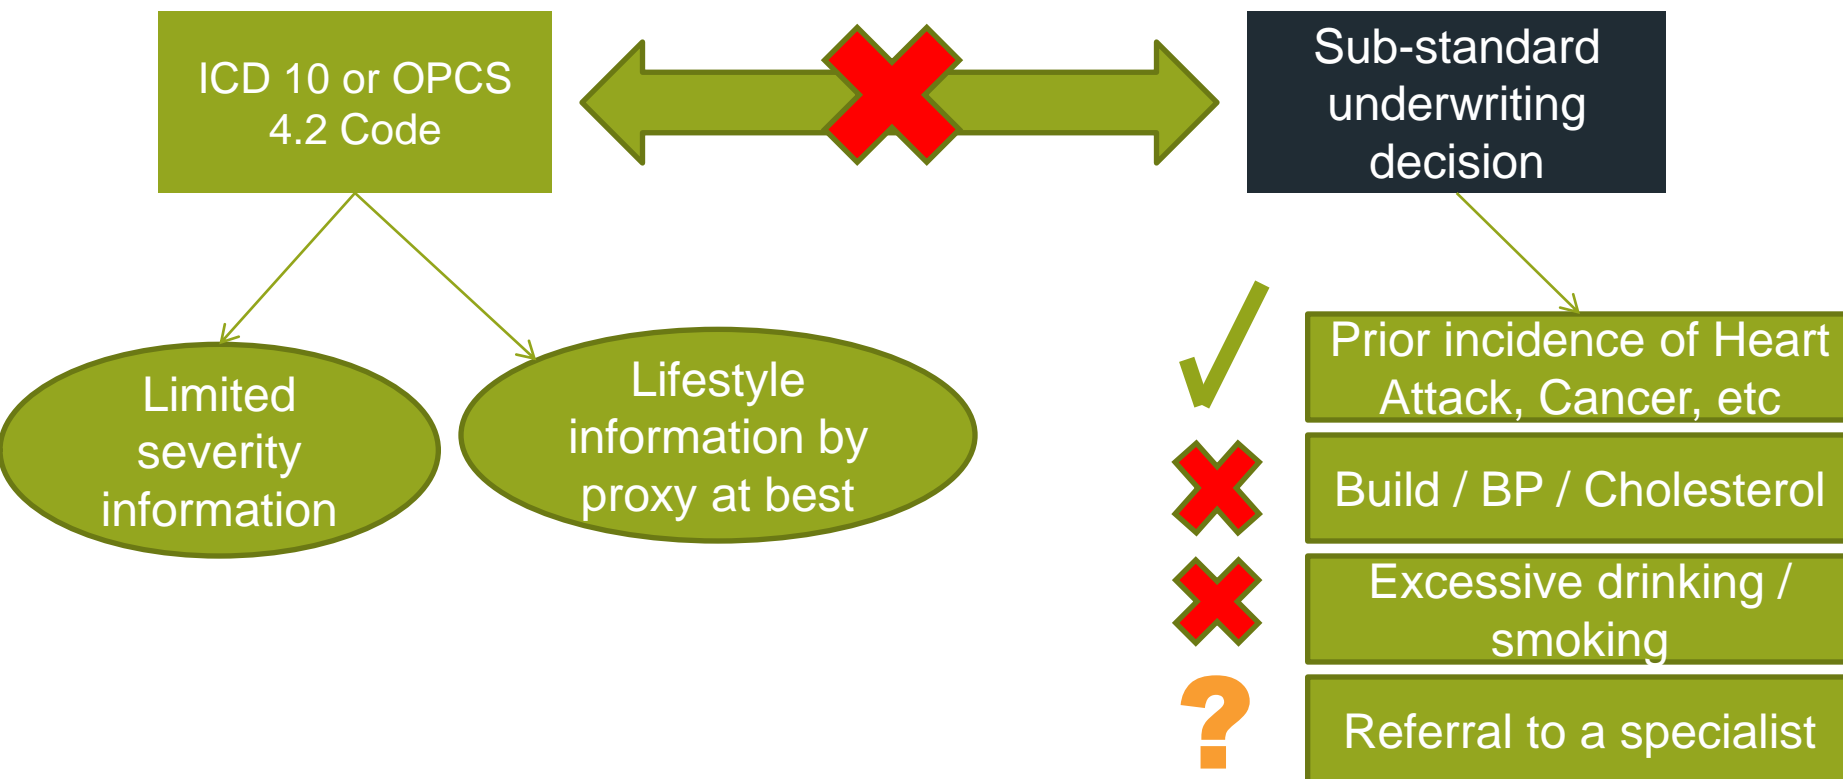 ICD 10 or OPCS
4.2 Code
Sub-standard
underwriting
decision
Limited
severity
information
Lifestyle
information by
proxy at best
Prior incidence of Heart
Attack, Cancer, etc
Build / BP / Cholesterol
Excessive drinking /
smoking
?
Referral to a specialist